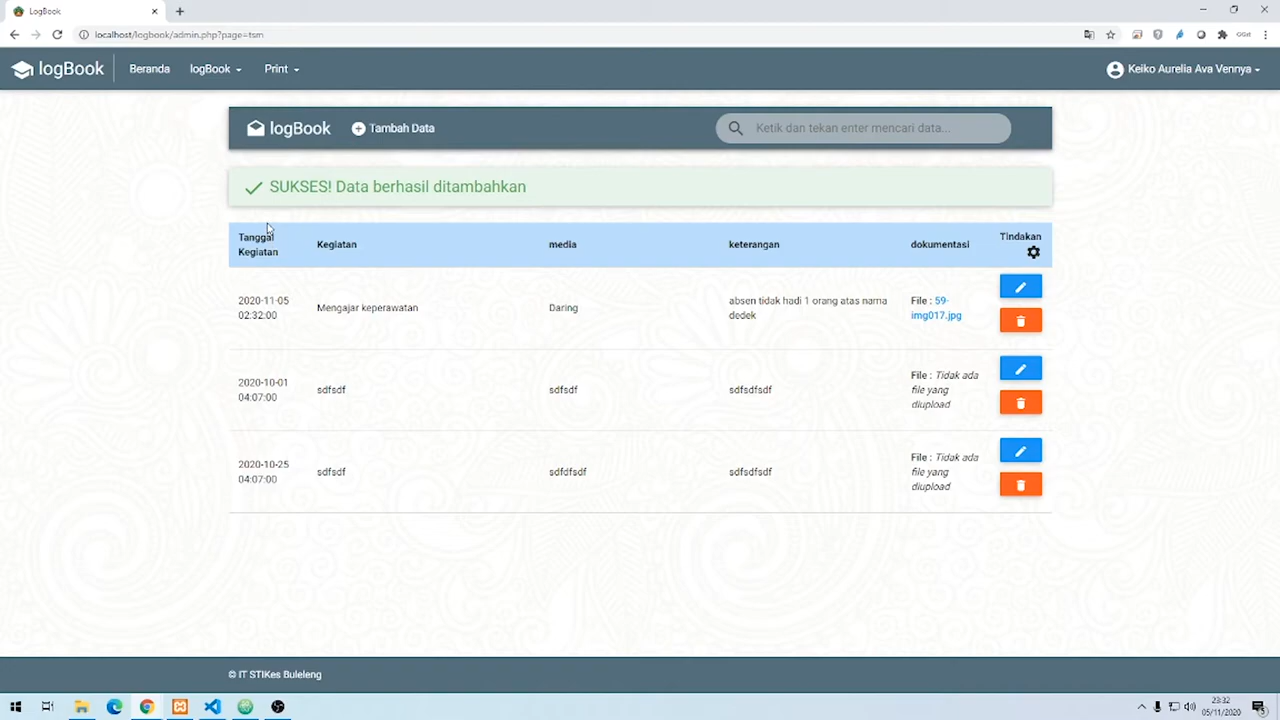 LogBook
localhost/logbook/admin.php?page=tsm
logBook
Beranda
logBook
Print
Keiko Aurelia Ava Vennya
logBook
Tambah Data
Ketik dan tekan enter mencari data...
SUKSES! Data berhasil ditambahkan
Tanggal
Kegiatan
Kegiatan
media
keterangan
dokumentasi
Tindakan
2020-11-05
02:32:00
Mengajar keperawatan
Daring
absen tidak hadi 1 orang atas nama
dedek
File : 59-
img017.jpg
2020-10-01
04:07:00
sdfsdf
sdfsdf
sdfsdfsdf
File : Tidak ada
file yang
diupload
2020-10-25
04:07:00
sdfsdf
sdfdfsdf
sdfsdfsdf
File : Tidak ada
file yang
diupload
© IT STIKes Buleleng
23:32
05/11/2020